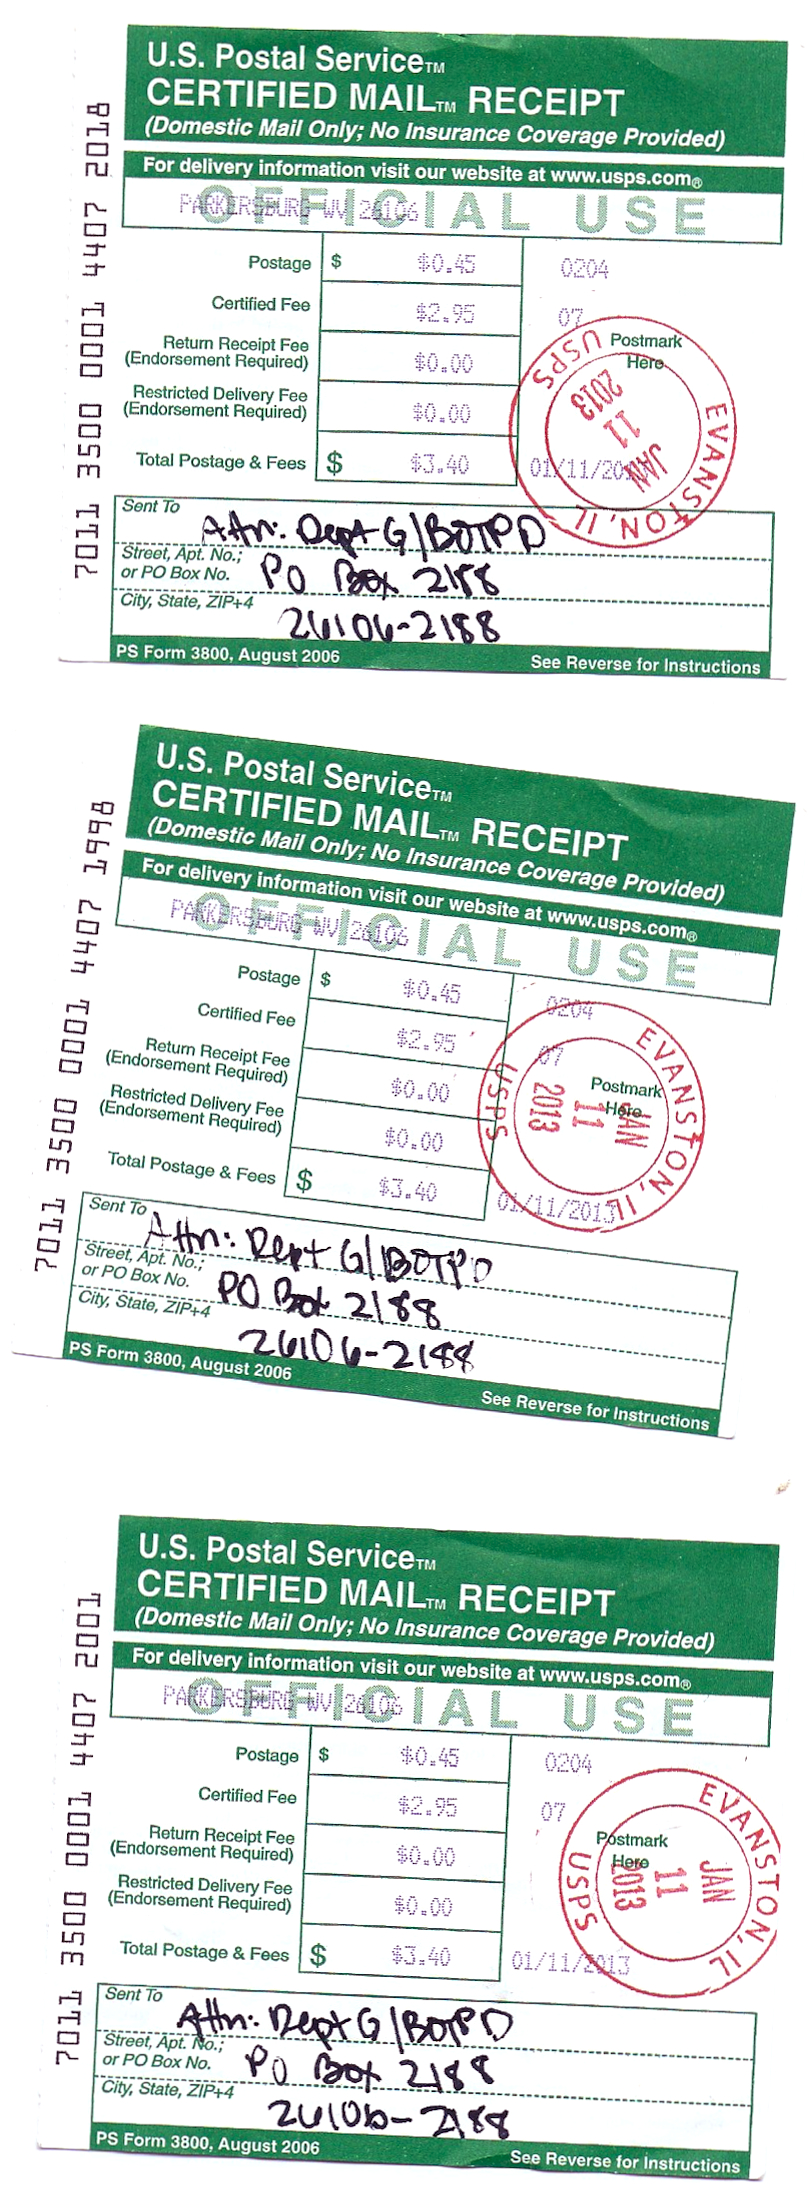 U.S. Postal Service™
CERTIFIED MAIL™ RECEIPT
(Domestic Mail Only; No Insurance Coverage Provided)
For delivery information visit our website at www.usps.com®
OFFICIAL USE
PARKERSBURG WV 26106
Postage $ $0.45 0204
Certified Fee $2.95 07
Return Receipt Fee
(Endorsement Required) $0.00
Postmark
Here
Restricted Delivery Fee
(Endorsement Required) $0.00
Total Postage & Fees $ $3.40 01/11/2013
EVANSTON, IL
JAN
11
2013
USPS
Sent To Attn: Dept G/BOTPD
Street, Apt. No.;
or PO Box No. PO Box 2188
City, State, ZIP+4 26106-2188
PS Form 3800, August 2006 See Reverse for Instructions
7011 3500 0001 4407 2018
U.S. Postal Service™
CERTIFIED MAIL™ RECEIPT
(Domestic Mail Only; No Insurance Coverage Provided)
For delivery information visit our website at www.usps.com®
OFFICIAL USE
PARKERSBURG WV 26106
Postage $ $0.45 0204
Certified Fee $2.95 07
Return Receipt Fee
(Endorsement Required) $0.00
Postmark
Here
Restricted Delivery Fee
(Endorsement Required) $0.00
Total Postage & Fees $ $3.40 01/11/2013
EVANSTON, IL
JAN
11
2013
USPS
Sent To Attn: Dept G/BOTPD
Street, Apt. No.;
or PO Box No. PO Box 2188
City, State, ZIP+4 26106-2188
PS Form 3800, August 2006 See Reverse for Instructions
7011 3500 0001 4407 1998
U.S. Postal Service™
CERTIFIED MAIL™ RECEIPT
(Domestic Mail Only; No Insurance Coverage Provided)
For delivery information visit our website at www.usps.com®
OFFICIAL USE
PARKERSBURG WV 26106
Postage $ $0.45 0204
Certified Fee $2.95 07
Return Receipt Fee
(Endorsement Required) $0.00
Postmark
Here
Restricted Delivery Fee
(Endorsement Required) $0.00
Total Postage & Fees $ $3.40 01/11/2013
EVANSTON, IL
JAN
11
2013
USPS
Sent To Attn: Dept G/BOTPD
Street, Apt. No.;
or PO Box No. PO Box 2188
City, State, ZIP+4 26106-2188
PS Form 3800, August 2006 See Reverse for Instructions
7011 3500 0001 4407 2001